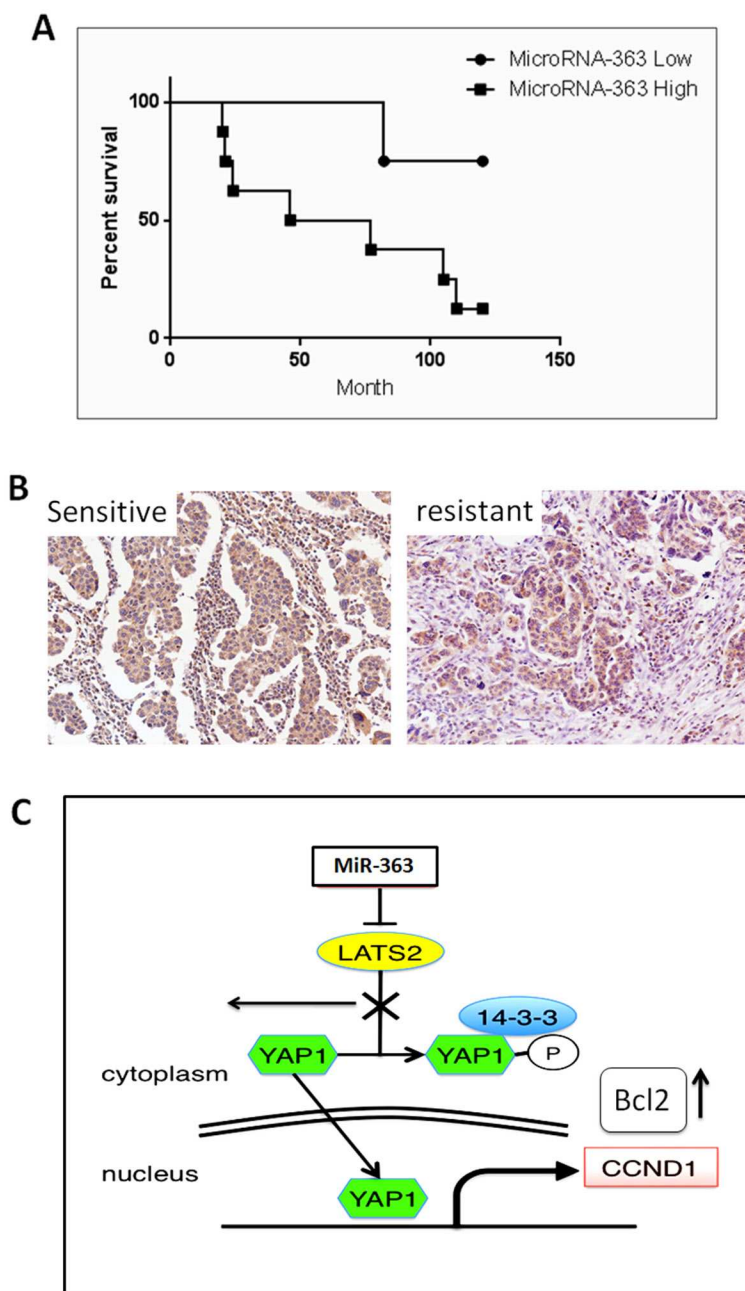 A
MicroRNA-363 Low
MicroRNA-363 High
100
50
0
Percent survival
0
50
100
150
Month
B
Sensitive
resistant
C
MiR-363
LATS2
14-3-3
YAP1
YAP1
P
cytoplasm
Bcl2
nucleus
CCND1
YAP1